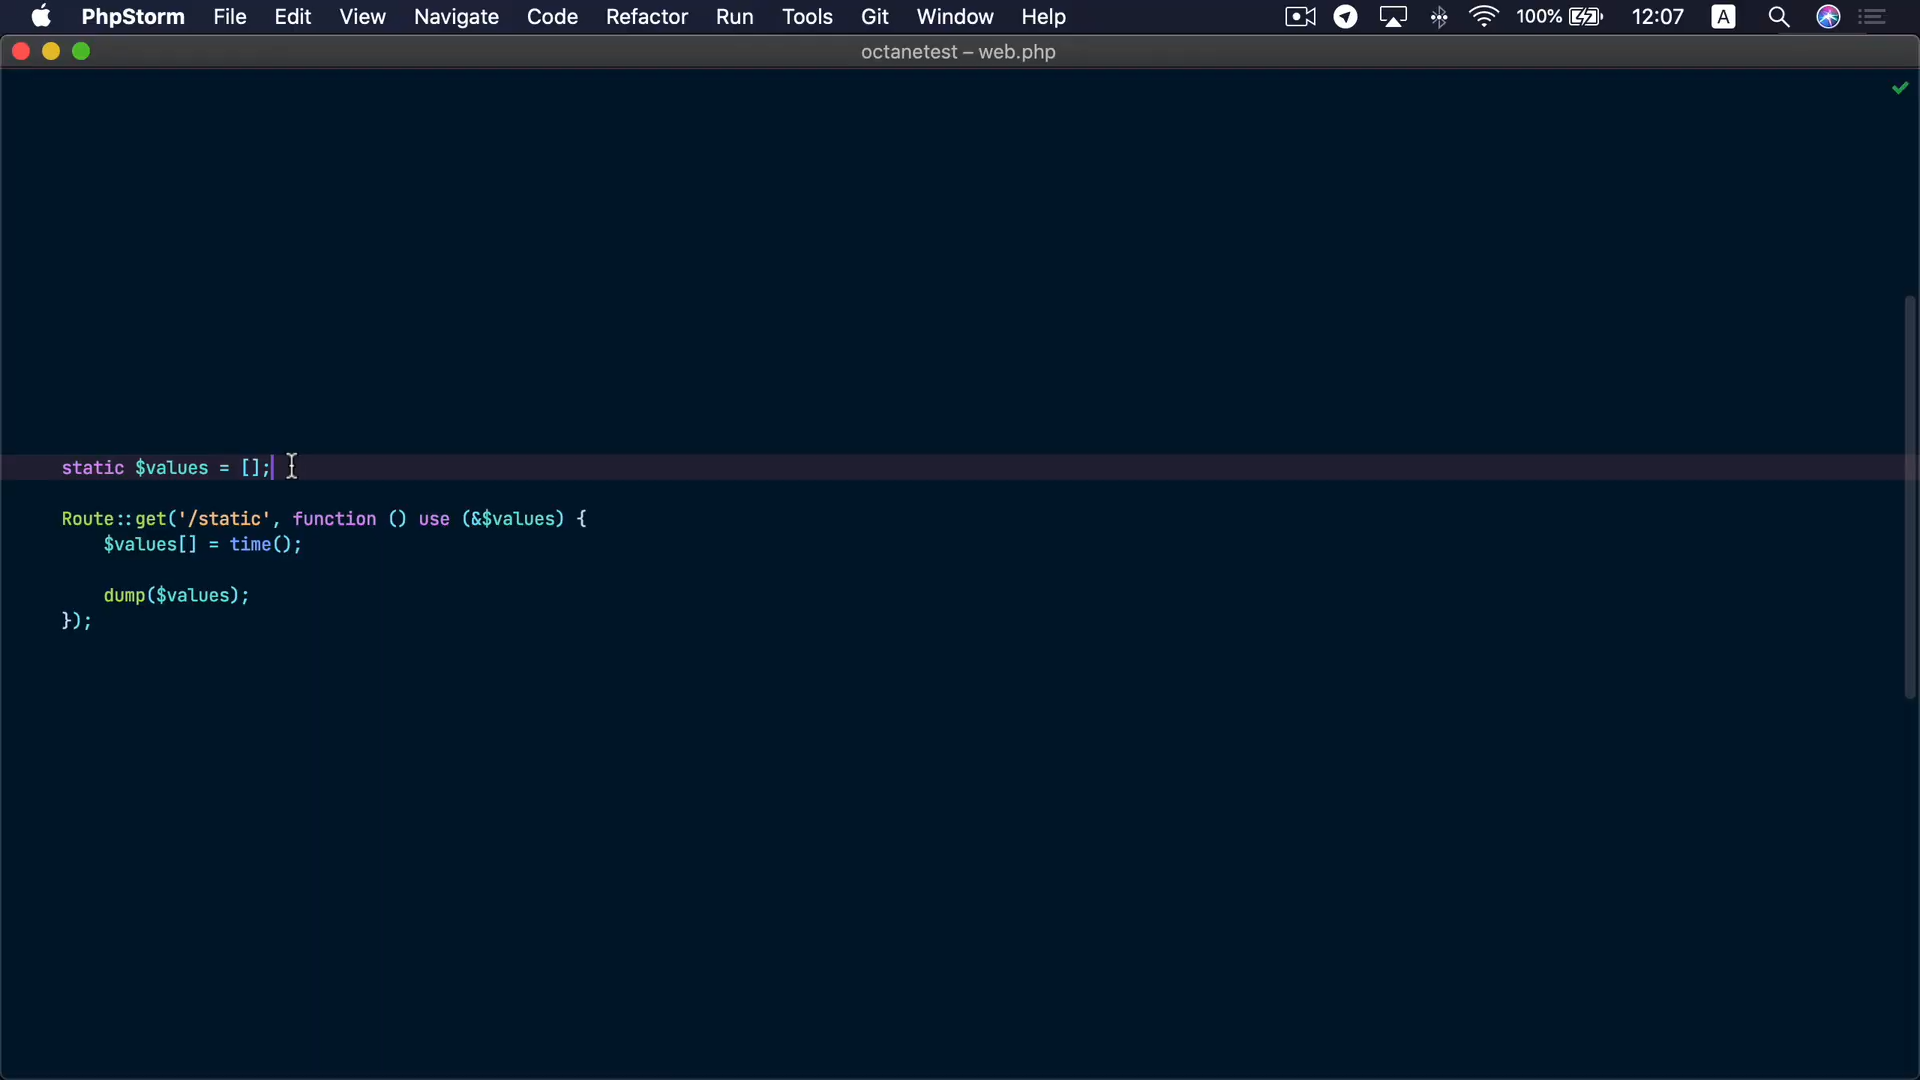 PhpStorm File Edit View Navigate Code Refactor Run Tools Git Window Help 100% 12:07 A
octanetest – web.php
static $values = [];
Route::get('/static', function () use (&$values) {
$values[] = time();
dump($values);
});